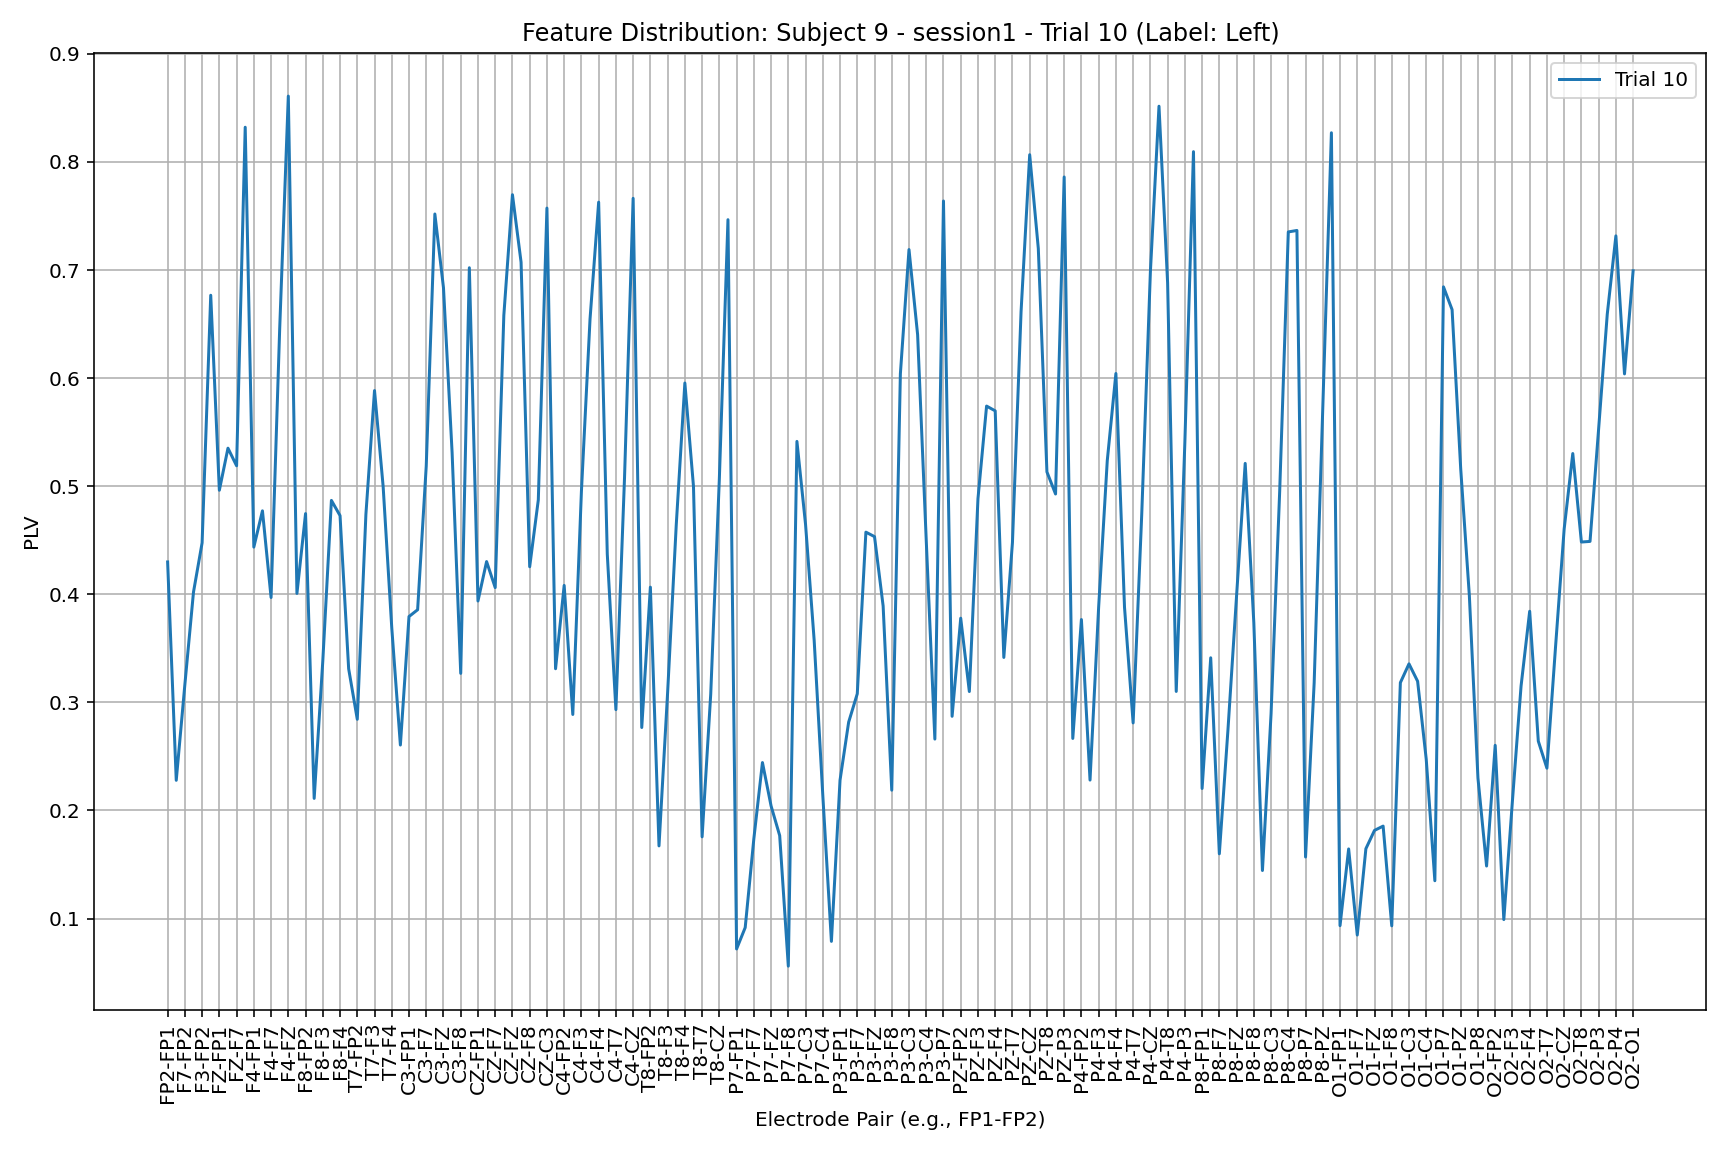 Feature Distribution: Subject 9 - session1 - Trial 10 (Label: Left)
Trial 10
0.9
0.8
0.7
0.6
0.5
0.4
0.3
0.2
0.1
PLV
FP2-FP1
F7-FP2
F3-FP2
FZ-FP1
FZ-F7
F4-FP1
F4-F7
F4-FZ
F8-FP2
F8-F3
F8-F4
T7-FP2
T7-F3
T7-F4
C3-FP1
C3-F7
C3-FZ
C3-F8
CZ-FP1
CZ-F7
CZ-FZ
CZ-F8
CZ-C3
C4-FP2
C4-F3
C4-F4
C4-T7
C4-CZ
T8-FP2
T8-F3
T8-F4
T8-T7
T8-CZ
P7-FP1
P7-F7
P7-FZ
P7-F8
P7-C3
P7-C4
P3-FP1
P3-F7
P3-FZ
P3-F8
P3-C3
P3-C4
P3-P7
PZ-FP2
PZ-F3
PZ-F4
PZ-T7
PZ-CZ
PZ-T8
PZ-P3
P4-FP2
P4-F3
P4-F4
P4-T7
P4-CZ
P4-T8
P4-P3
P8-FP1
P8-F7
P8-FZ
P8-F8
P8-C3
P8-C4
P8-P7
P8-PZ
O1-FP1
O1-F7
O1-FZ
O1-F8
O1-C3
O1-C4
O1-P7
O1-PZ
O1-P8
O2-FP2
O2-F3
O2-F4
O2-T7
O2-CZ
O2-T8
O2-P3
O2-P4
O2-O1
Electrode Pair (e.g., FP1-FP2)